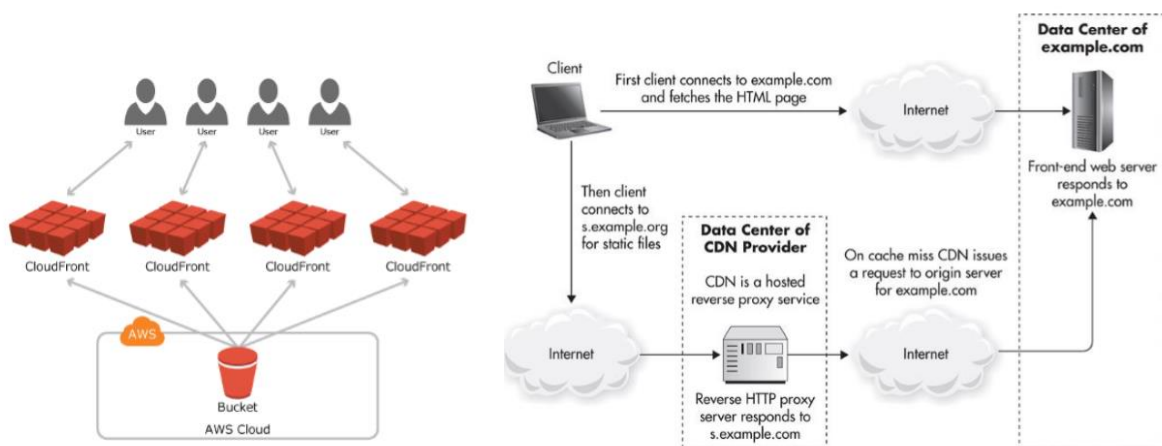 User
User
User
User
CloudFront
CloudFront
CloudFront
CloudFront
AWS
Bucket
AWS Cloud
Client
First client connects to example.com
and fetches the HTML page
Internet
Data Center of
example.com
Front-end web server
responds to
example.com
Then client
connects to
s.example.org
for static files
Data Center of
CDN Provider
CDN is a hosted
reverse proxy service
On cache miss CDN issues
a request to origin server
for example.com
Internet
Internet
Reverse HTTP proxy
server responds to
s.example.com